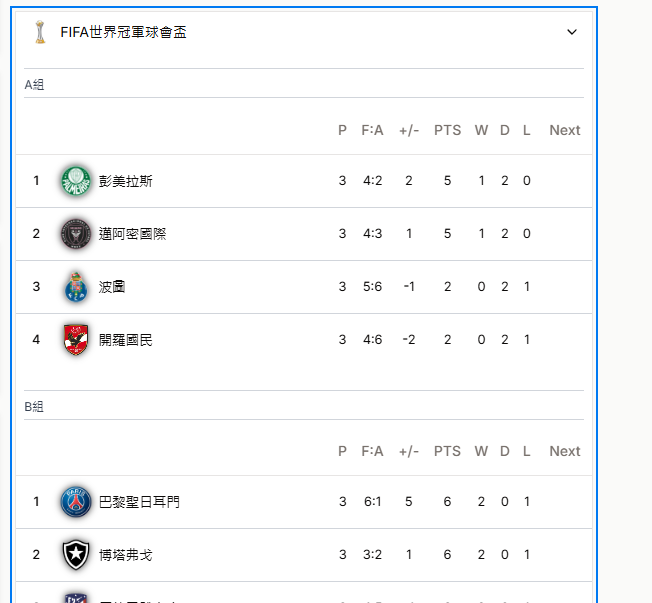 FIFA世界冠軍球會盃
A組
P F:A +/- PTS W D L Next
1 彭美拉斯 3 4:2 2 5 1 2 0
2 邁阿密國際 3 4:3 1 5 1 2 0
3 波圖 3 5:6 -1 2 0 2 1
4 開羅國民 3 4:6 -2 2 0 2 1
B組
P F:A +/- PTS W D L Next
1 巴黎聖日耳門 3 6:1 5 6 2 0 1
2 博塔弗戈 3 3:2 1 6 2 0 1